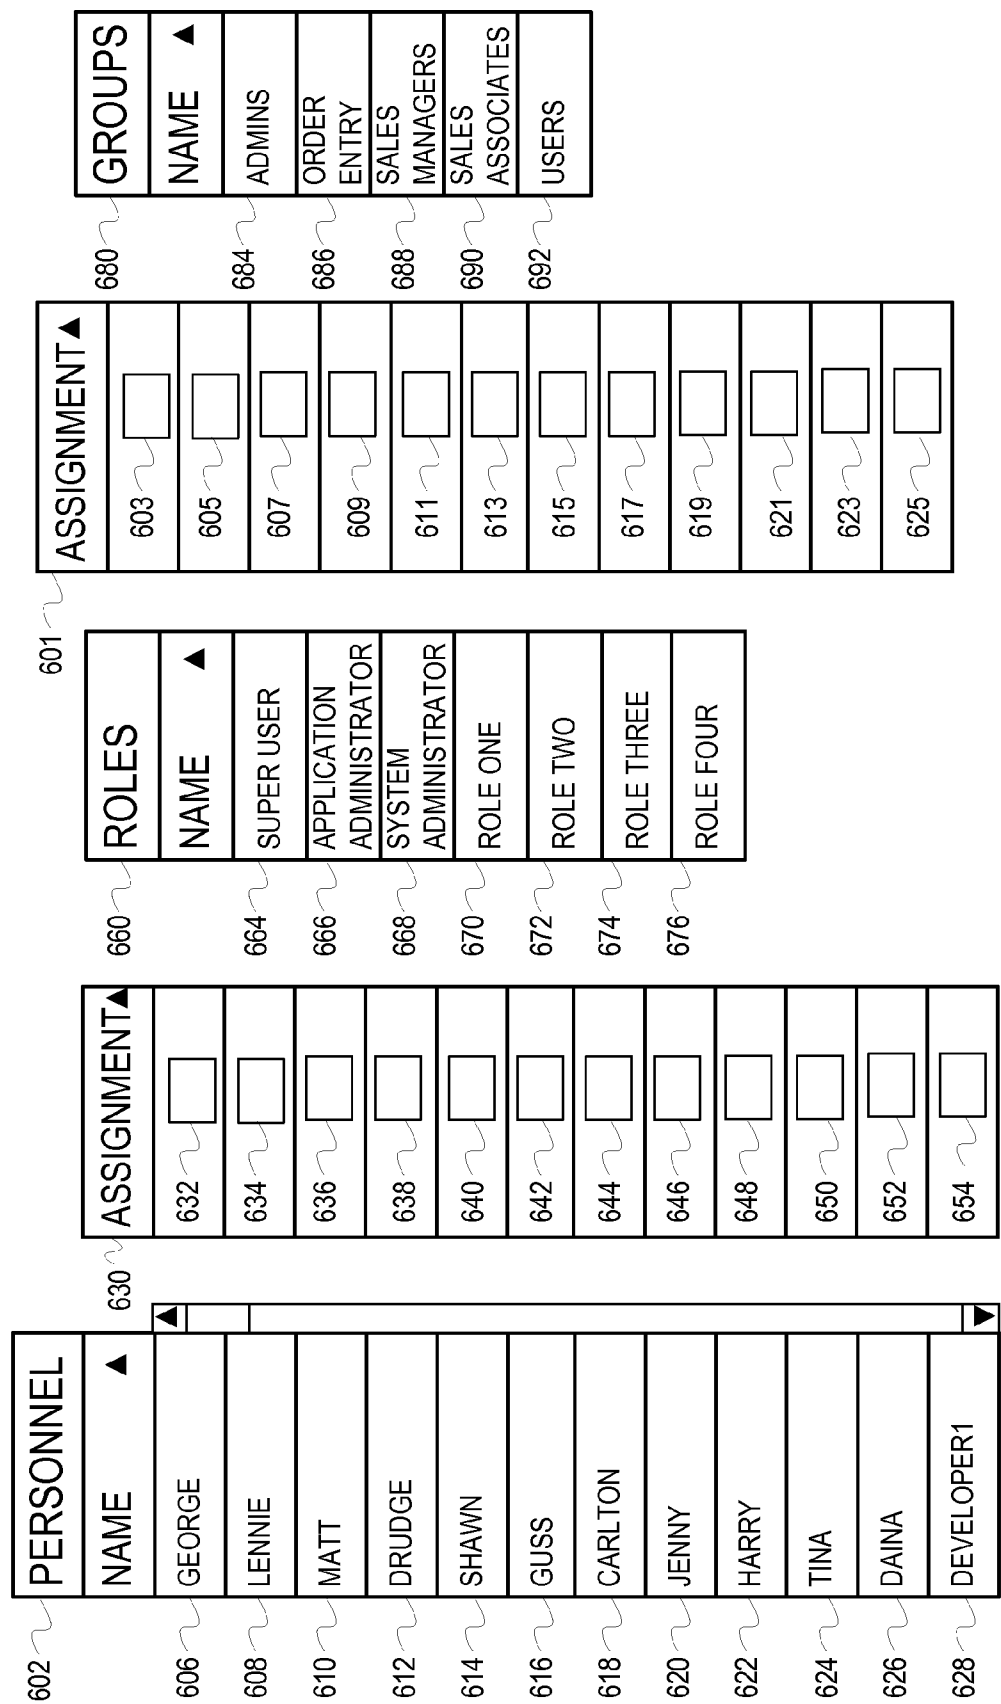 602
PERSONNEL
NAME
606
GEORGE
608
LENNIE
610
MATT
612
DRUDGE
614
SHAWN
616
GUSS
618
CARLTON
620
JENNY
622
HARRY
624
TINA
626
DAINA
628
DEVELOPER1
630
ASSIGNMENT
632
634
636
638
640
642
644
646
648
650
652
654
660
ROLES
NAME
664
SUPER USER
666
APPLICATION
ADMINISTRATOR
668
SYSTEM
ADMINISTRATOR
670
ROLE ONE
672
ROLE TWO
674
ROLE THREE
676
ROLE FOUR
601
ASSIGNMENT
603
605
607
609
611
613
615
617
619
621
623
625
680
GROUPS
NAME
684
ADMINS
686
ORDER
ENTRY
688
SALES
MANAGERS
690
SALES
ASSOCIATES
692
USERS